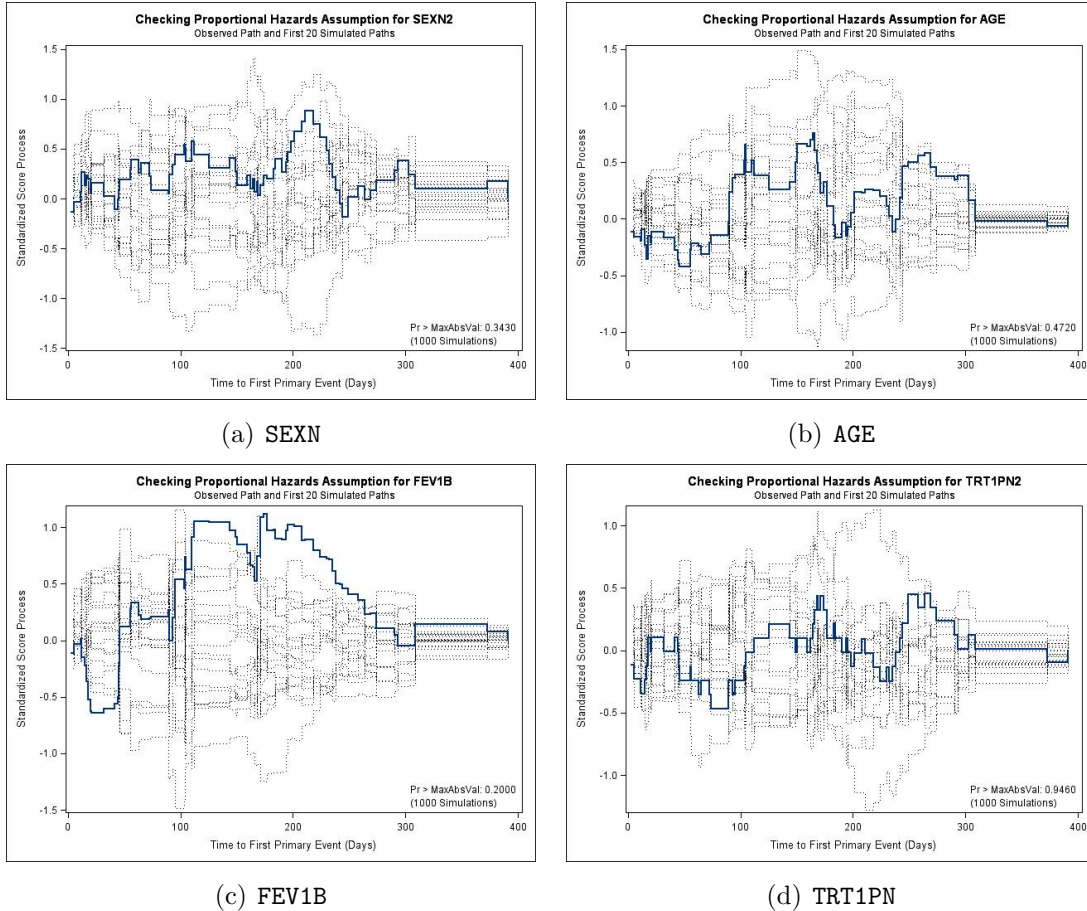 Checking Proportional Hazards Assumption for SEXN2
Observed Path and First 20 Simulated Paths
Standardized Score Process
1.5
1.0
0.5
0.0
-0.5
-1.0
-1.5
Pr > MaxAbsVal: 0.3430
(1000 Simulations)
0 100 200 300 400
Time to First Primary Event (Days)
(a) SEXN
Checking Proportional Hazards Assumption for AGE
Observed Path and First 20 Simulated Paths
Standardized Score Process
1.5
1.0
0.5
0.0
-0.5
-1.0
Pr > MaxAbsVal: 0.4720
(1000 Simulations)
0 100 200 300 400
Time to First Primary Event (Days)
(b) AGE
Checking Proportional Hazards Assumption for FEV1B
Observed Path and First 20 Simulated Paths
Standardized Score Process
1.0
0.5
0.0
-0.5
-1.0
-1.5
Pr > MaxAbsVal: 0.2000
(1000 Simulations)
0 100 200 300 400
Time to First Primary Event (Days)
(c) FEV1B
Checking Proportional Hazards Assumption for TRT1PN2
Observed Path and First 20 Simulated Paths
Standardized Score Process
1.0
0.5
0.0
-0.5
-1.0
Pr > MaxAbsVal: 0.9460
(1000 Simulations)
0 100 200 300 400
Time to First Primary Event (Days)
(d) TRT1PN